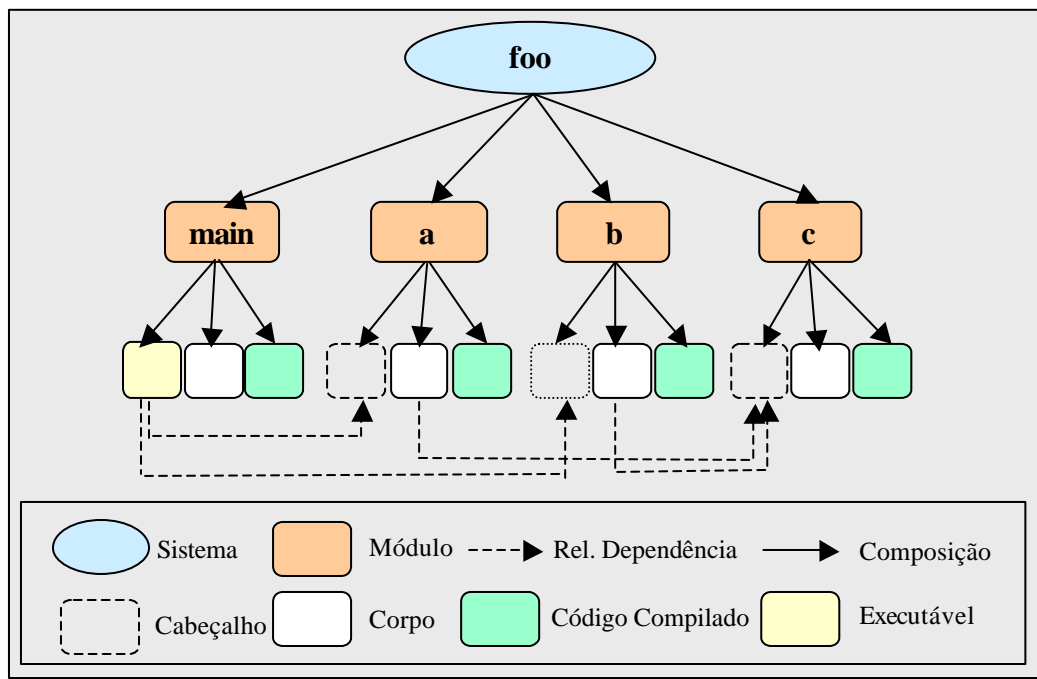 foo
main
a
b
c
Sistema
Módulo
Rel. Dependência
Composição
Cabeçalho
Corpo
Código Compilado
Executável